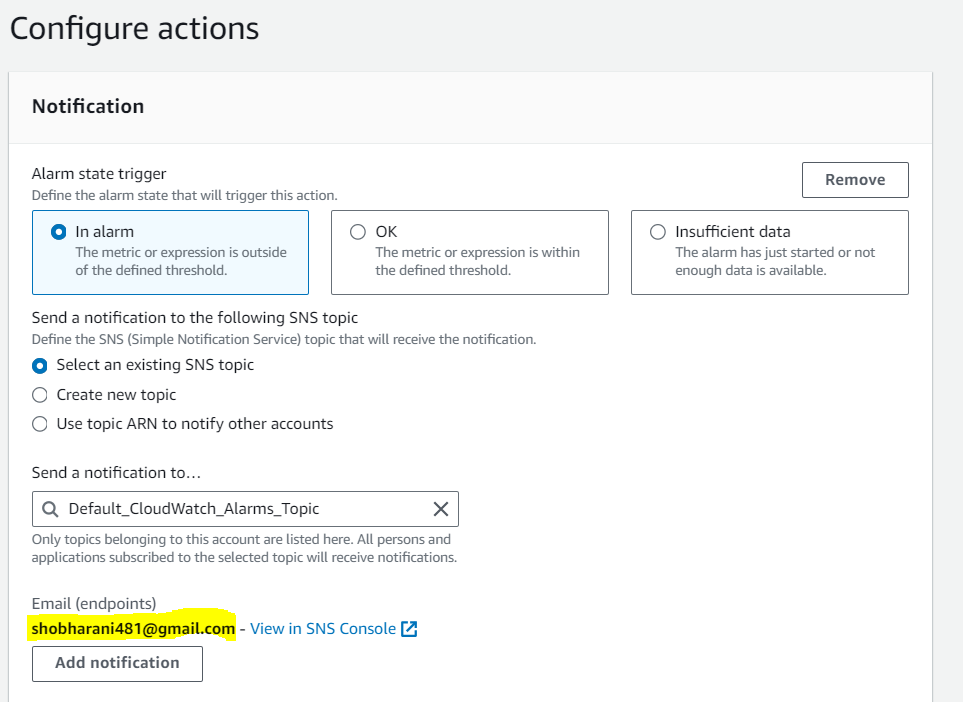 Configure actions
Notification
Alarm state trigger
Define the alarm state that will trigger this action.
Remove
In alarm
The metric or expression is outside
of the defined threshold.
OK
The metric or expression is within
the defined threshold.
Insufficient data
The alarm has just started or not
enough data is available.
Send a notification to the following SNS topic
Define the SNS (Simple Notification Service) topic that will receive the notification.
Select an existing SNS topic
Create new topic
Use topic ARN to notify other accounts
Send a notification to…
Default_CloudWatch_Alarms_Topic
Only topics belonging to this account are listed here. All persons and
applications subscribed to the selected topic will receive notifications.
Email (endpoints)
shobharani481@gmail.com - View in SNS Console
Add notification